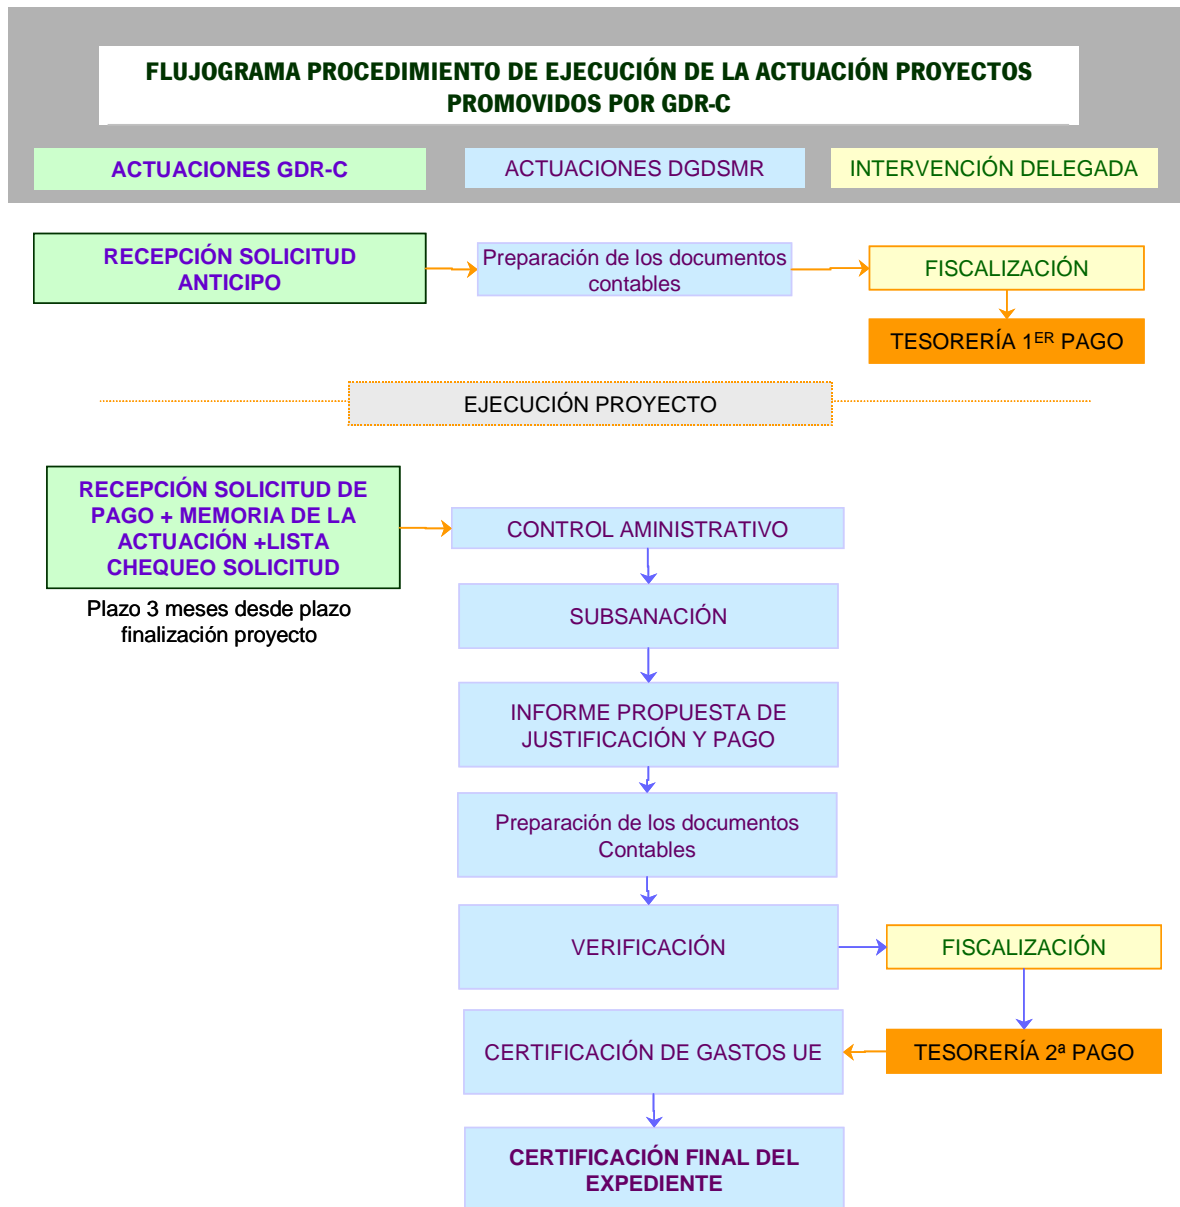 FLUJOGRAMA PROCEDIMIENTO DE EJECUCIÓN DE LA ACTUACIÓN PROYECTOS
PROMOVIDOS POR GDR-C
ACTUACIONES GDR-C
ACTUACIONES DGDSMR
INTERVENCIÓN DELEGADA
RECEPCIÓN SOLICITUD
ANTICIPO
Preparación de los documentos
contables
FISCALIZACIÓN
TESORERÍA 1ER PAGO
EJECUCIÓN PROYECTO
RECEPCIÓN SOLICITUD DE
PAGO + MEMORIA DE LA
ACTUACIÓN +LISTA
CHEQUEO SOLICITUD
Plazo 3 meses desde plazo
finalización proyecto
CONTROL AMINISTRATIVO
SUBSANACIÓN
INFORME PROPUESTA DE
JUSTIFICACIÓN Y PAGO
Preparación de los documentos
Contables
VERIFICACIÓN
FISCALIZACIÓN
TESORERÍA 2ª PAGO
CERTIFICACIÓN DE GASTOS UE
CERTIFICACIÓN FINAL DEL
EXPEDIENTE